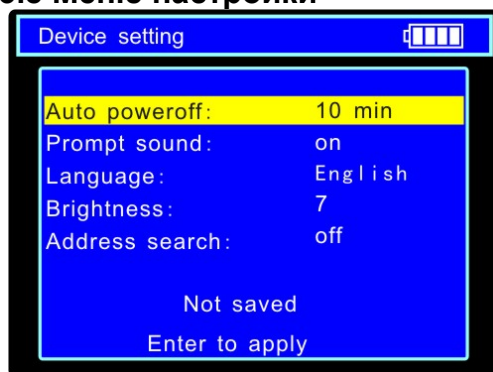 Меню настройки
Device setting
Auto poweroff: 10 min
Prompt sound: on
Language: English
Brightness: 7
Address search: off
Not saved
Enter to apply